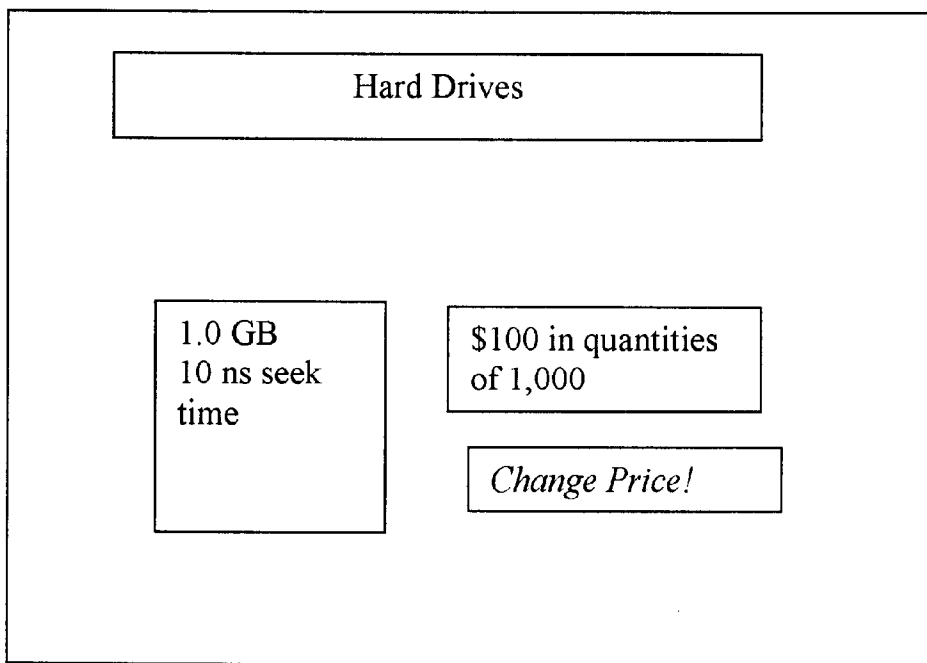 Hard Drives
1.0 GB
10 ns seek
time
$100 in quantities
of 1,000
Change Price!